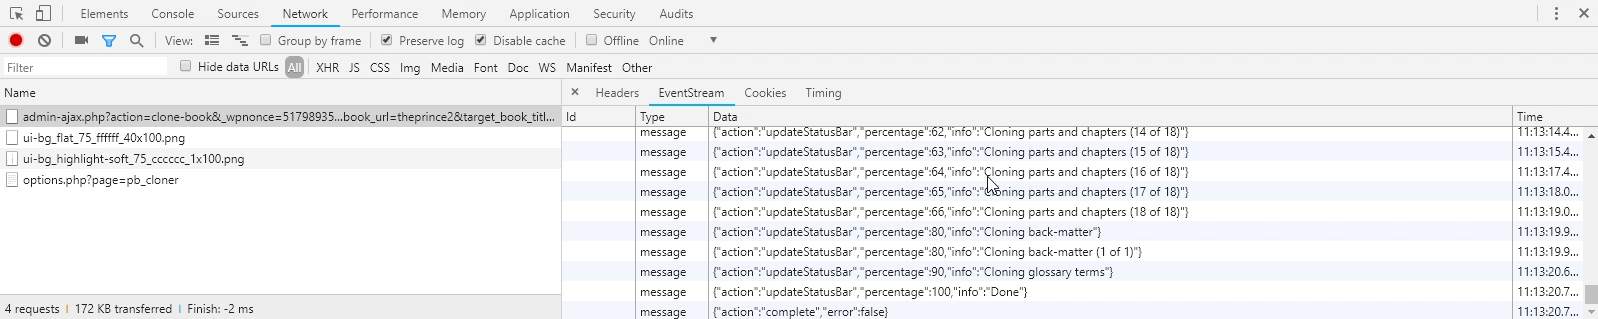 Elements Console Sources Network Performance Memory Application Security Audits
View: Group by frame Preserve log Disable cache Offline Online
Filter Hide data URLs All XHR JS CSS Img Media Font Doc WS Manifest Other
Name
admin-ajax.php?action=clone-book&_wpnonce=51798935...book_url=theprince2&target_book_titl...
ui-bg_flat_75_ffffff_40x100.png
ui-bg_highlight-soft_75_cccccc_1x100.png
options.php?page=pb_cloner
4 requests 172 KB transferred Finish: -2 ms
Headers EventStream Cookies Timing
Id Type Data Time
message {"action":"updateStatusBar","percentage":62,"info":"Cloning parts and chapters (14 of 18)"} 11:13:14.4...
message {"action":"updateStatusBar","percentage":63,"info":"Cloning parts and chapters (15 of 18)"} 11:13:15.4...
message {"action":"updateStatusBar","percentage":64,"info":"Cloning parts and chapters (16 of 18)"} 11:13:17.4...
message {"action":"updateStatusBar","percentage":65,"info":"Cloning parts and chapters (17 of 18)"} 11:13:18.0...
message {"action":"updateStatusBar","percentage":66,"info":"Cloning parts and chapters (18 of 18)"} 11:13:19.0...
message {"action":"updateStatusBar","percentage":80,"info":"Cloning back-matter"} 11:13:19.9...
message {"action":"updateStatusBar","percentage":80,"info":"Cloning back-matter (1 of 1)"} 11:13:19.9...
message {"action":"updateStatusBar","percentage":90,"info":"Cloning glossary terms"} 11:13:20.6...
message {"action":"updateStatusBar","percentage":100,"info":"Done"} 11:13:20.7...
message {"action":"complete","error":false} 11:13:20.7...